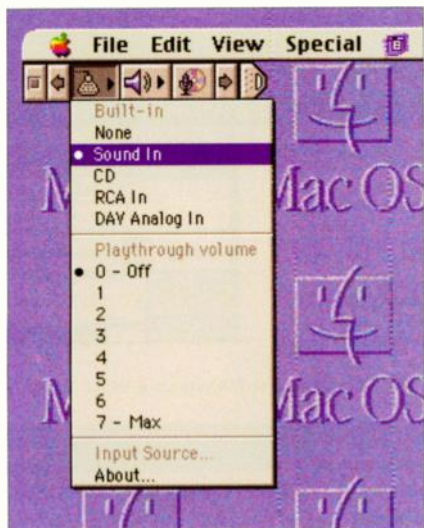 File Edit View Special
Built-in
None
Sound In
CD
RCA In
DAV Analog In
Playthrough volume
0 - Off
1
2
3
4
5
6
7 - Max
Input Source...
About...
Mac OS
Mac OS